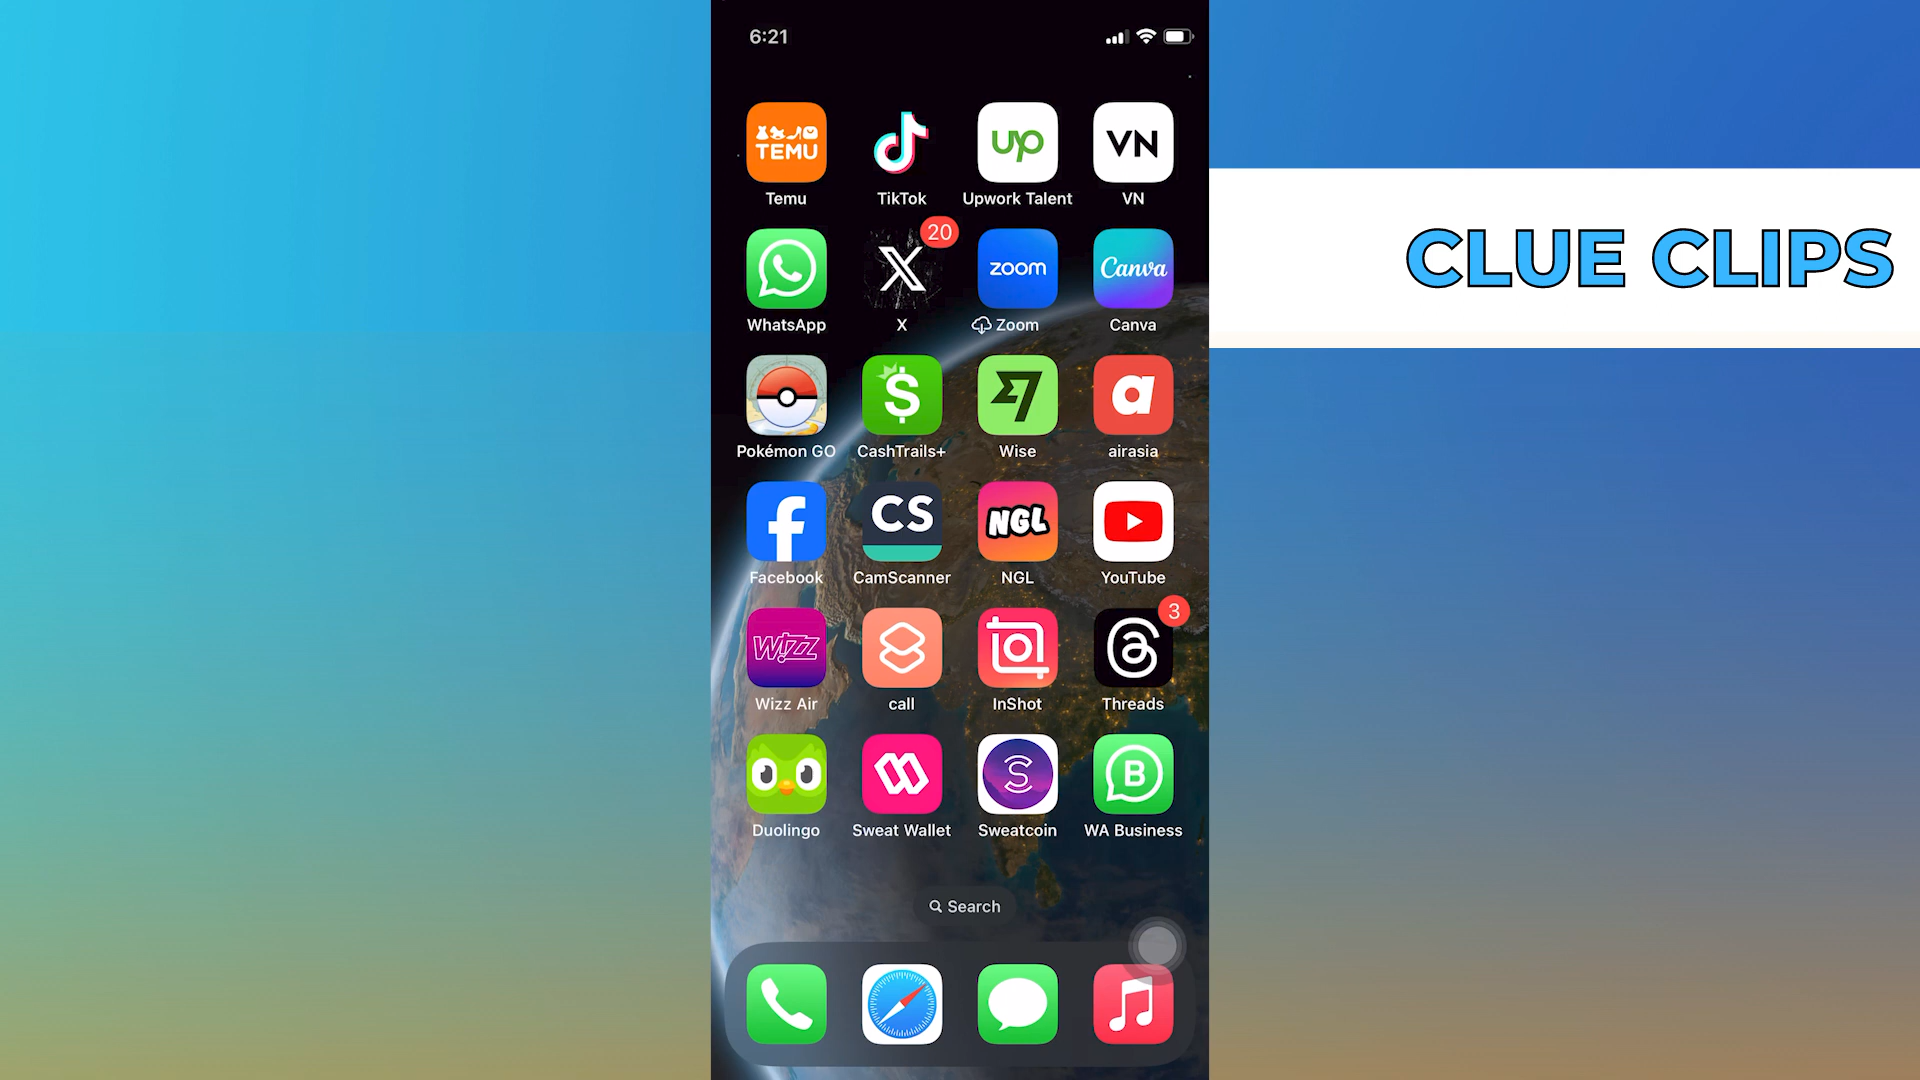 6:21
CLUE CLIPS
TEMU
up
VN
Temu
TikTok
Upwork Talent
VN
20
zoom
Canva
WhatsApp
X
Zoom
Canva
$
a
Pokémon GO
CashTrails+
Wise
airasia
f
CS
NGL
Facebook
CamScanner
NGL
YouTube
3
WIZZ
Wizz Air
call
InShot
Threads
S
B
Duolingo
Sweat Wallet
Sweatcoin
WA Business
Search